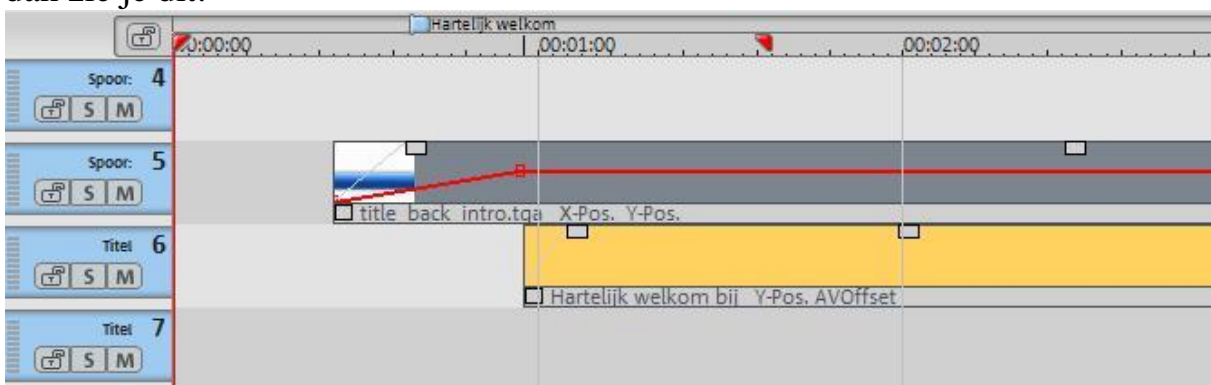 dan zie je dit:
Hartelijk welkom
00:00:00 00:01:00 00:02:00
Spoor: 4
S M
Spoor: 5
S M
title_back_intro.tga X-Pos. Y-Pos.
Titel 6
S M
Hartelijk welkom bij Y-Pos. AVOffset
Titel 7
S M